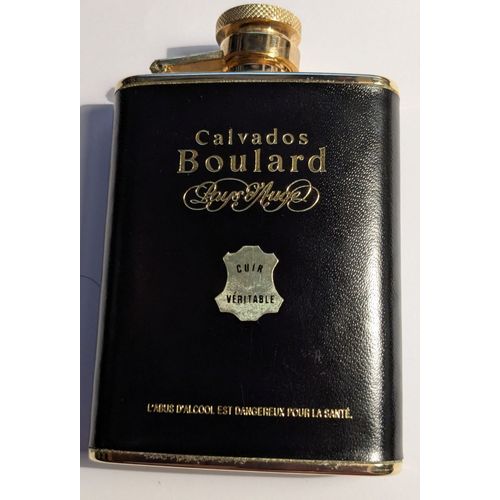 Calvados
Boulard
Pays d'Auge
CUIR
VÉRITABLE
L'ABUS D'ALCOOL EST DANGEREUX POUR LA SANTÉ.